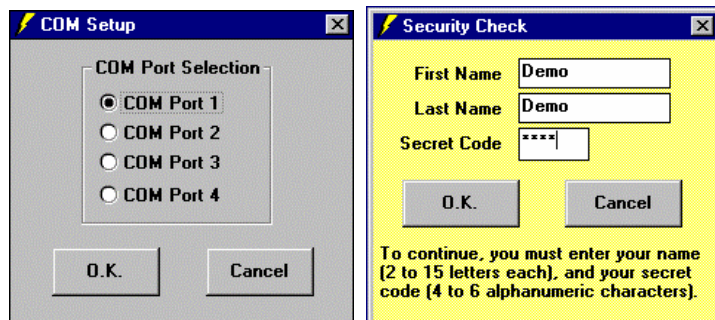 COM Setup
COM Port Selection
COM Port 1
COM Port 2
COM Port 3
COM Port 4
O.K.
Cancel
Security Check
First Name Demo
Last Name Demo
Secret Code ****
O.K.
Cancel
To continue, you must enter your name
(2 to 15 letters each), and your secret
code (4 to 6 alphanumeric characters).